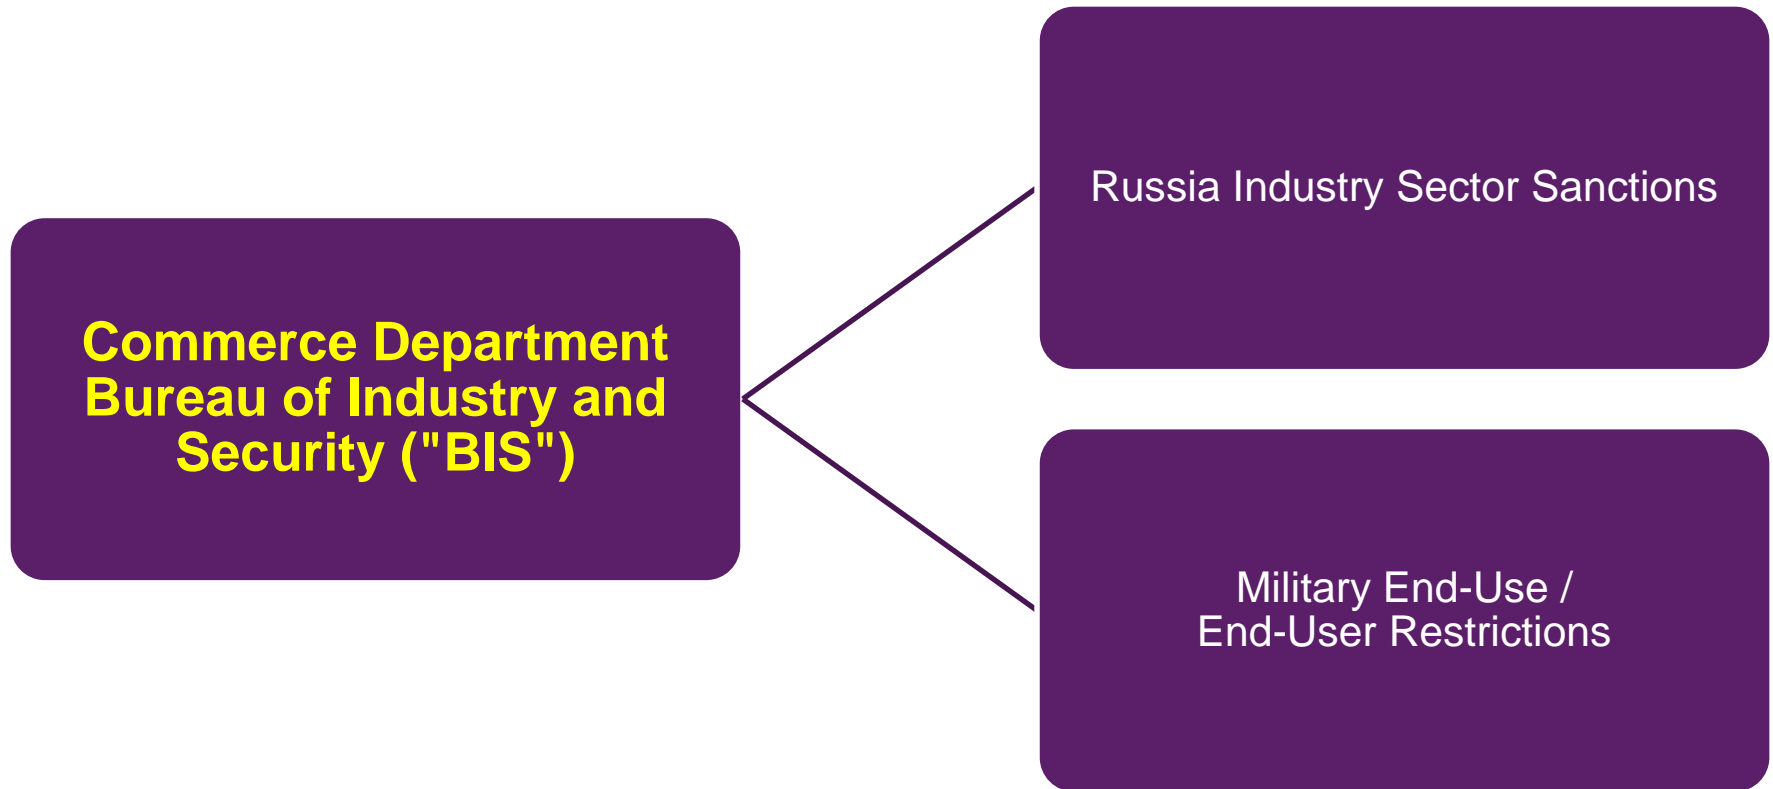 Commerce Department
Bureau of Industry and
Security ("BIS")
Russia Industry Sector Sanctions
Military End-Use /
End-User Restrictions